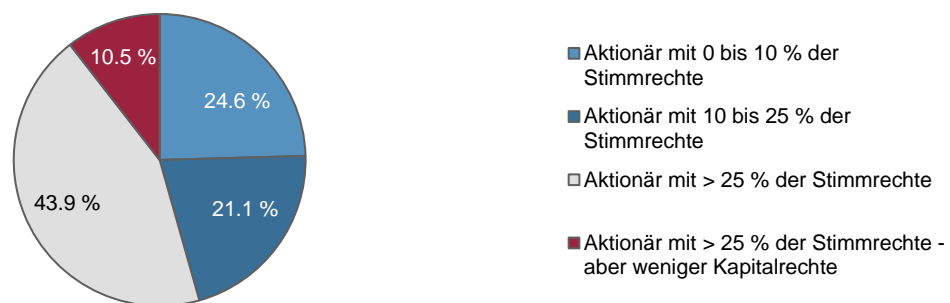 10.5 %
24.6 %
43.9 %
21.1 %
Aktionär mit 0 bis 10 % der
Stimmrechte
Aktionär mit 10 bis 25 % der
Stimmrechte
Aktionär mit > 25 % der Stimmrechte
Aktionär mit > 25 % der Stimmrechte -
aber weniger Kapitalrechte